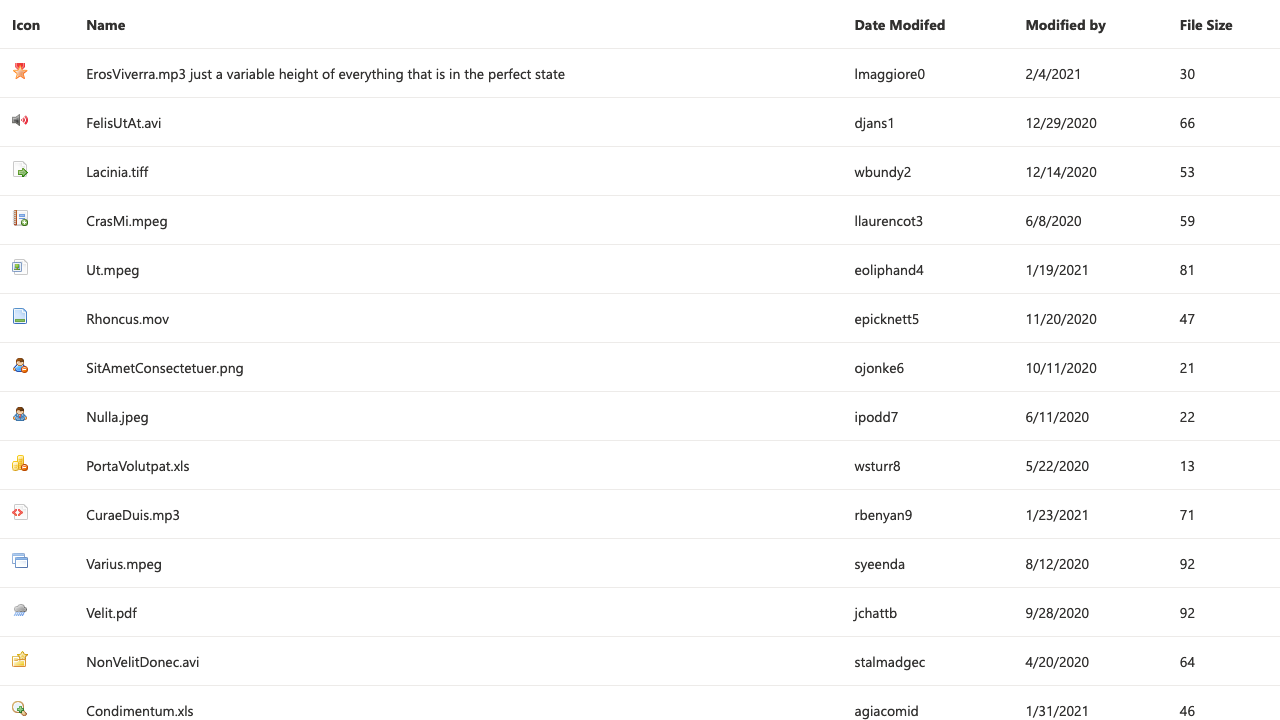 Icon Name Date Modifed Modified by File Size
ErosViverra.mp3 just a variable height of everything that is in the perfect state lmaggiore0 2/4/2021 30
FelisUtAt.avi djans1 12/29/2020 66
Lacinia.tiff wbundy2 12/14/2020 53
CrasMi.mpeg llaurencot3 6/8/2020 59
Ut.mpeg eoliphand4 1/19/2021 81
Rhoncus.mov epicknett5 11/20/2020 47
SitAmetConsectetuer.png ojonke6 10/11/2020 21
Nulla.jpeg ipodd7 6/11/2020 22
PortaVolutpat.xls wsturr8 5/22/2020 13
CuraeDuis.mp3 rbenyan9 1/23/2021 71
Varius.mpeg syeenda 8/12/2020 92
Velit.pdf jchattb 9/28/2020 92
NonVelitDonec.avi stalmadgec 4/20/2020 64
Condimentum.xls agiacomid 1/31/2021 46